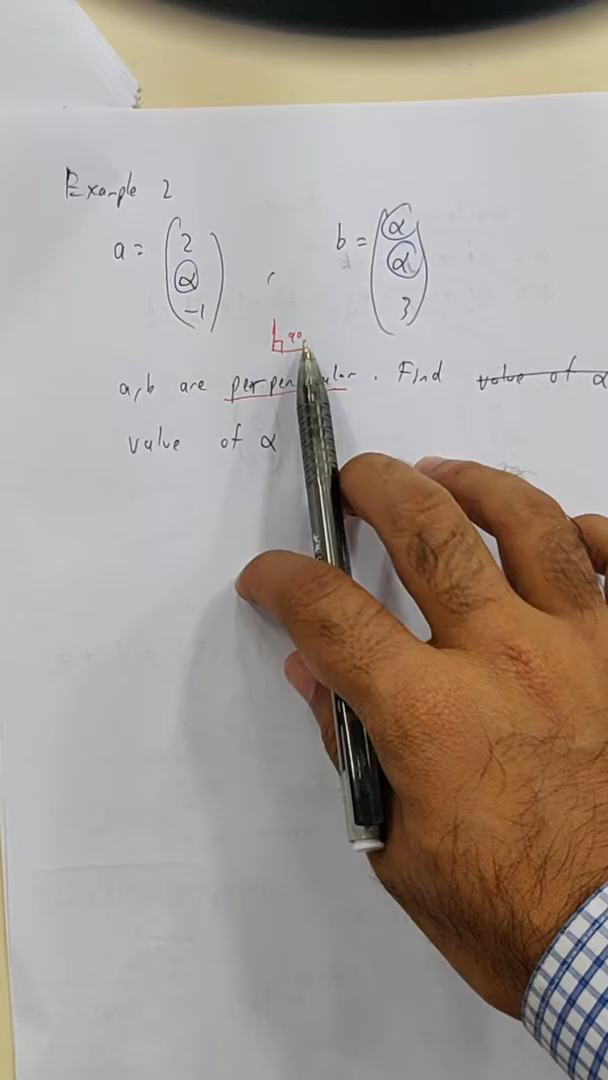 Example 2
a = (2 α -1) , b = (α α 3)
90
a,b are perpendicular. Find value of α
value of α